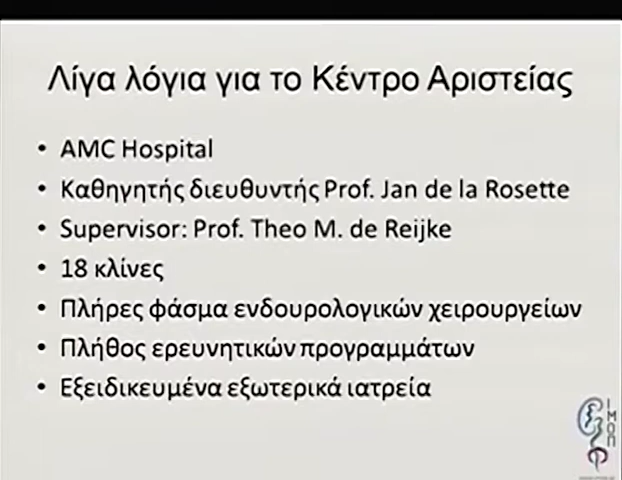 Λίγα λόγια για το Κέντρο Αριστείας
• AMC Hospital
• Καθηγητής διευθυντής Prof. Jan de la Rosette
• Supervisor: Prof. Theo M. de Reijke
• 18 κλίνες
• Πλήρες φάσμα ενδουρολογικών χειρουργείων
• Πλήθος ερευνητικών προγραμμάτων
• Εξειδικευμένα εξωτερικά ιατρεία
ΙΜΟΠ